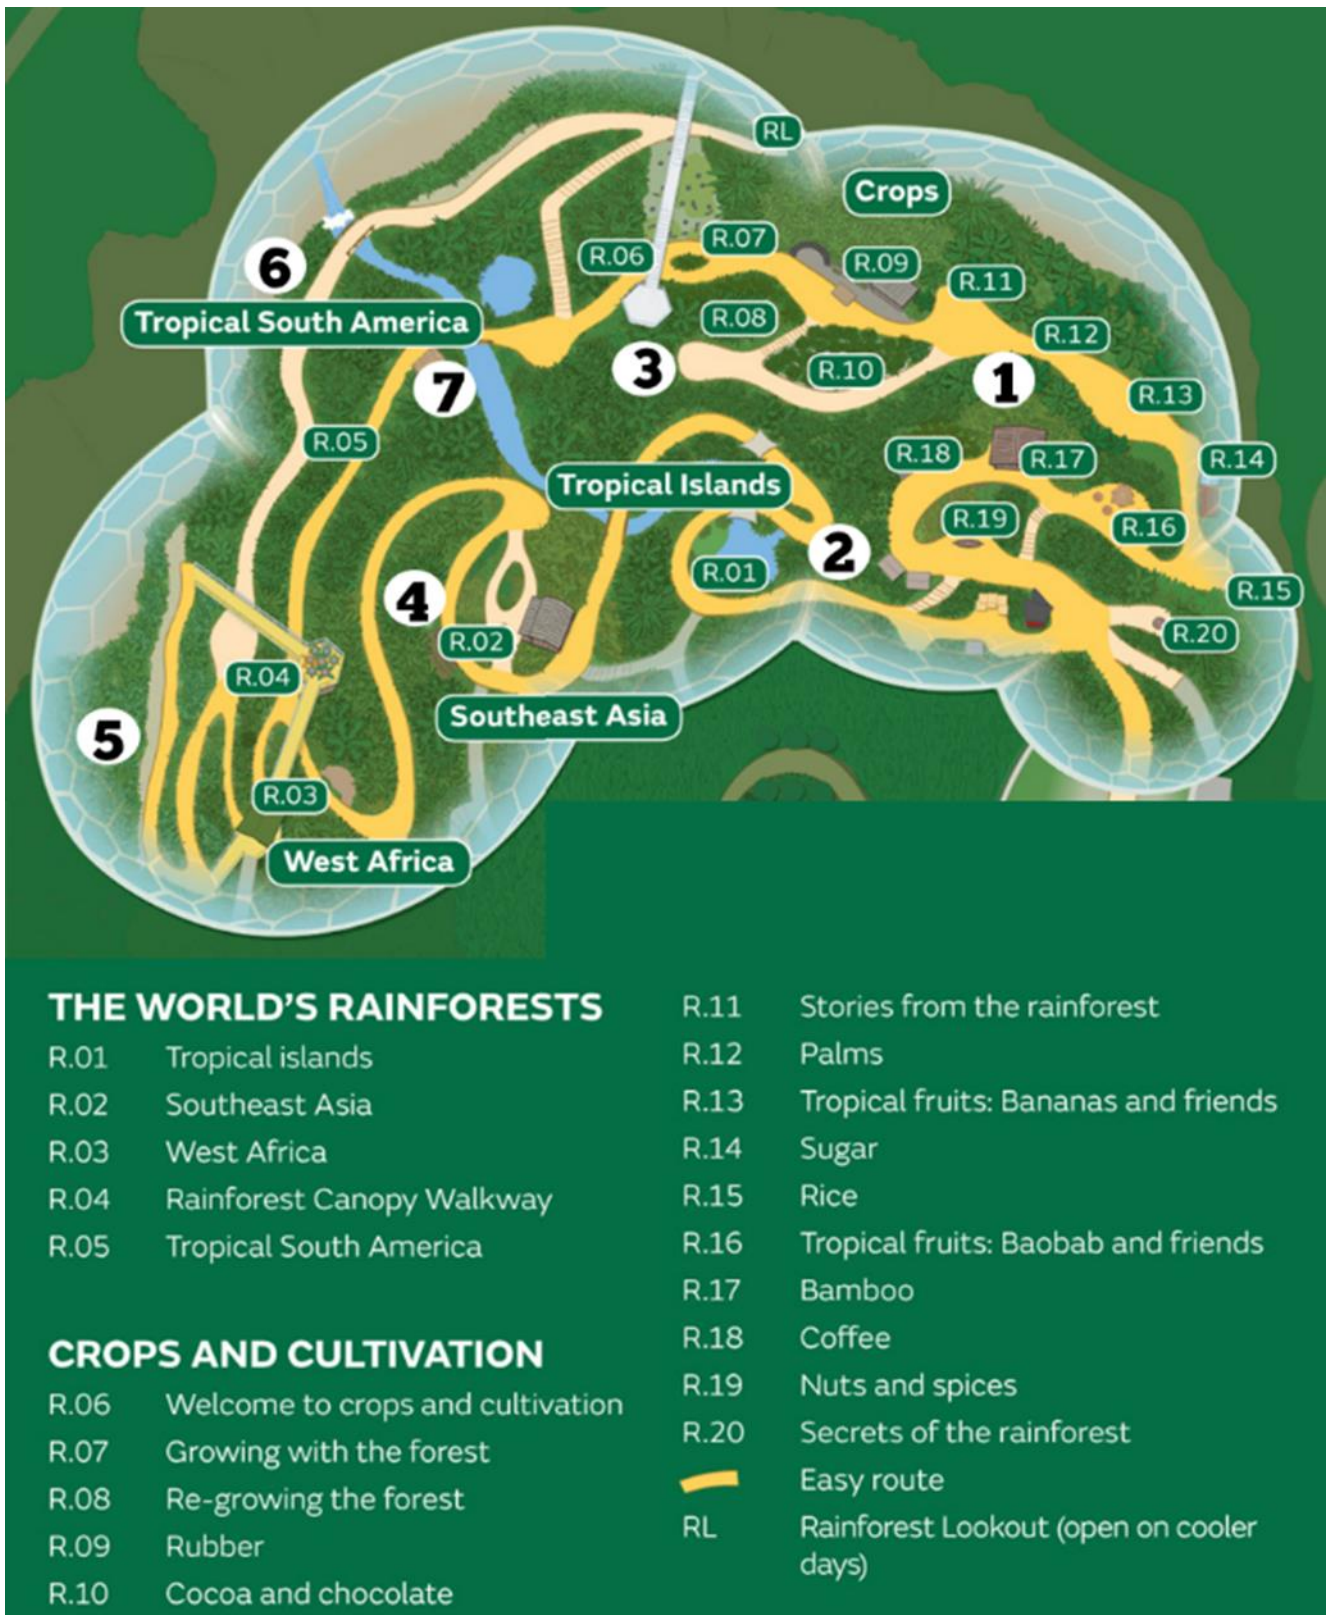 RL
Crops
R.07
R.06
R.09
6
R.11
Tropical South America
R.08
R.12
3
R.10
1
7
R.13
R.05
R.18
R.17
R.14
Tropical Islands
R.19
R.16
2
R.01
4
R.15
R.02
R.20
R.04
Southeast Asia
5
R.03
West Africa
THE WORLD'S RAINFORESTS
R.01 Tropical islands
R.02 Southeast Asia
R.03 West Africa
R.04 Rainforest Canopy Walkway
R.05 Tropical South America
CROPS AND CULTIVATION
R.06 Welcome to crops and cultivation
R.07 Growing with the forest
R.08 Re-growing the forest
R.09 Rubber
R.10 Cocoa and chocolate
R.11 Stories from the rainforest
R.12 Palms
R.13 Tropical fruits: Bananas and friends
R.14 Sugar
R.15 Rice
R.16 Tropical fruits: Baobab and friends
R.17 Bamboo
R.18 Coffee
R.19 Nuts and spices
R.20 Secrets of the rainforest
Easy route
RL Rainforest Lookout (open on cooler
days)